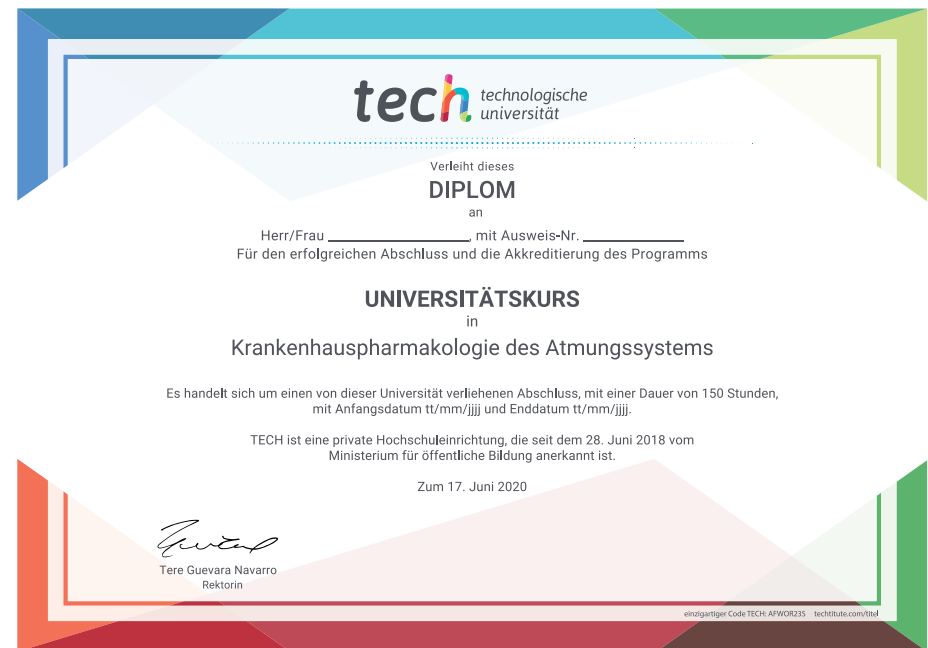 tech technologische
universität
Verleiht dieses
DIPLOM
an
Herr/Frau ____________________, mit Ausweis-Nr. ______________
Für den erfolgreichen Abschluss und die Akkreditierung des Programms
UNIVERSITÄTSKURS
in
Krankenhauspharmakologie des Atmungssystems
Es handelt sich um einen von dieser Universität verliehenen Abschluss, mit einer Dauer von 150 Stunden,
mit Anfangsdatum tt/mm/jjjj und Enddatum tt/mm/jjjj.
TECH ist eine private Hochschuleinrichtung, die seit dem 28. Juni 2018 vom
Ministerium für öffentliche Bildung anerkannt ist.
Zum 17. Juni 2020
Tere Guevara Navarro
Rektorin
einzigartiger Code TECH: AFWOR23S techtitute.com/titel